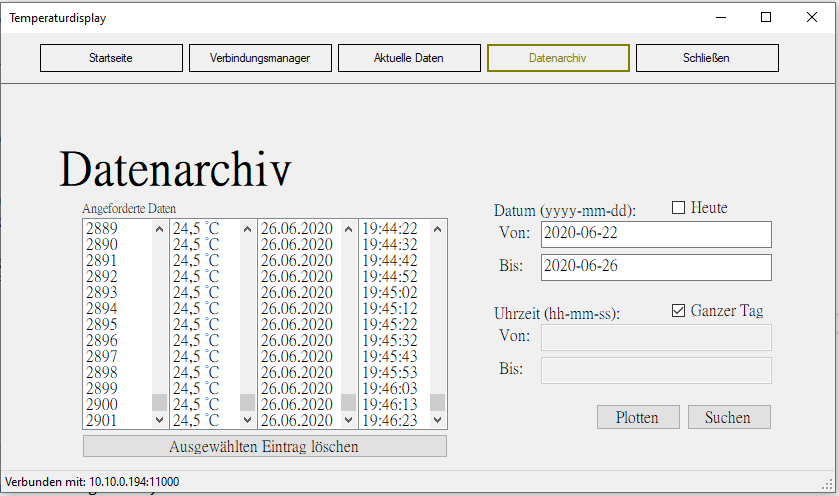 Temperaturdisplay
Startseite Verbindungsmanager Aktuelle Daten Datenarchiv Schließen
Datenarchiv
Angeforderte Daten
2889 24,5 °C 26.06.2020 19:44:22
2890 24,5 °C 26.06.2020 19:44:32
2891 24,5 °C 26.06.2020 19:44:42
2892 24,5 °C 26.06.2020 19:44:52
2893 24,5 °C 26.06.2020 19:45:02
2894 24,5 °C 26.06.2020 19:45:12
2895 24,5 °C 26.06.2020 19:45:22
2896 24,5 °C 26.06.2020 19:45:32
2897 24,5 °C 26.06.2020 19:45:43
2898 24,5 °C 26.06.2020 19:45:53
2899 24,5 °C 26.06.2020 19:46:03
2900 24,5 °C 26.06.2020 19:46:13
2901 24,5 °C 26.06.2020 19:46:23
Ausgewählten Eintrag löschen
Datum (yyyy-mm-dd): Heute
Von: 2020-06-22
Bis: 2020-06-26
Uhrzeit (hh-mm-ss): Ganzer Tag
Von:
Bis:
Plotten Suchen
Verbunden mit: 10.10.0.194:11000